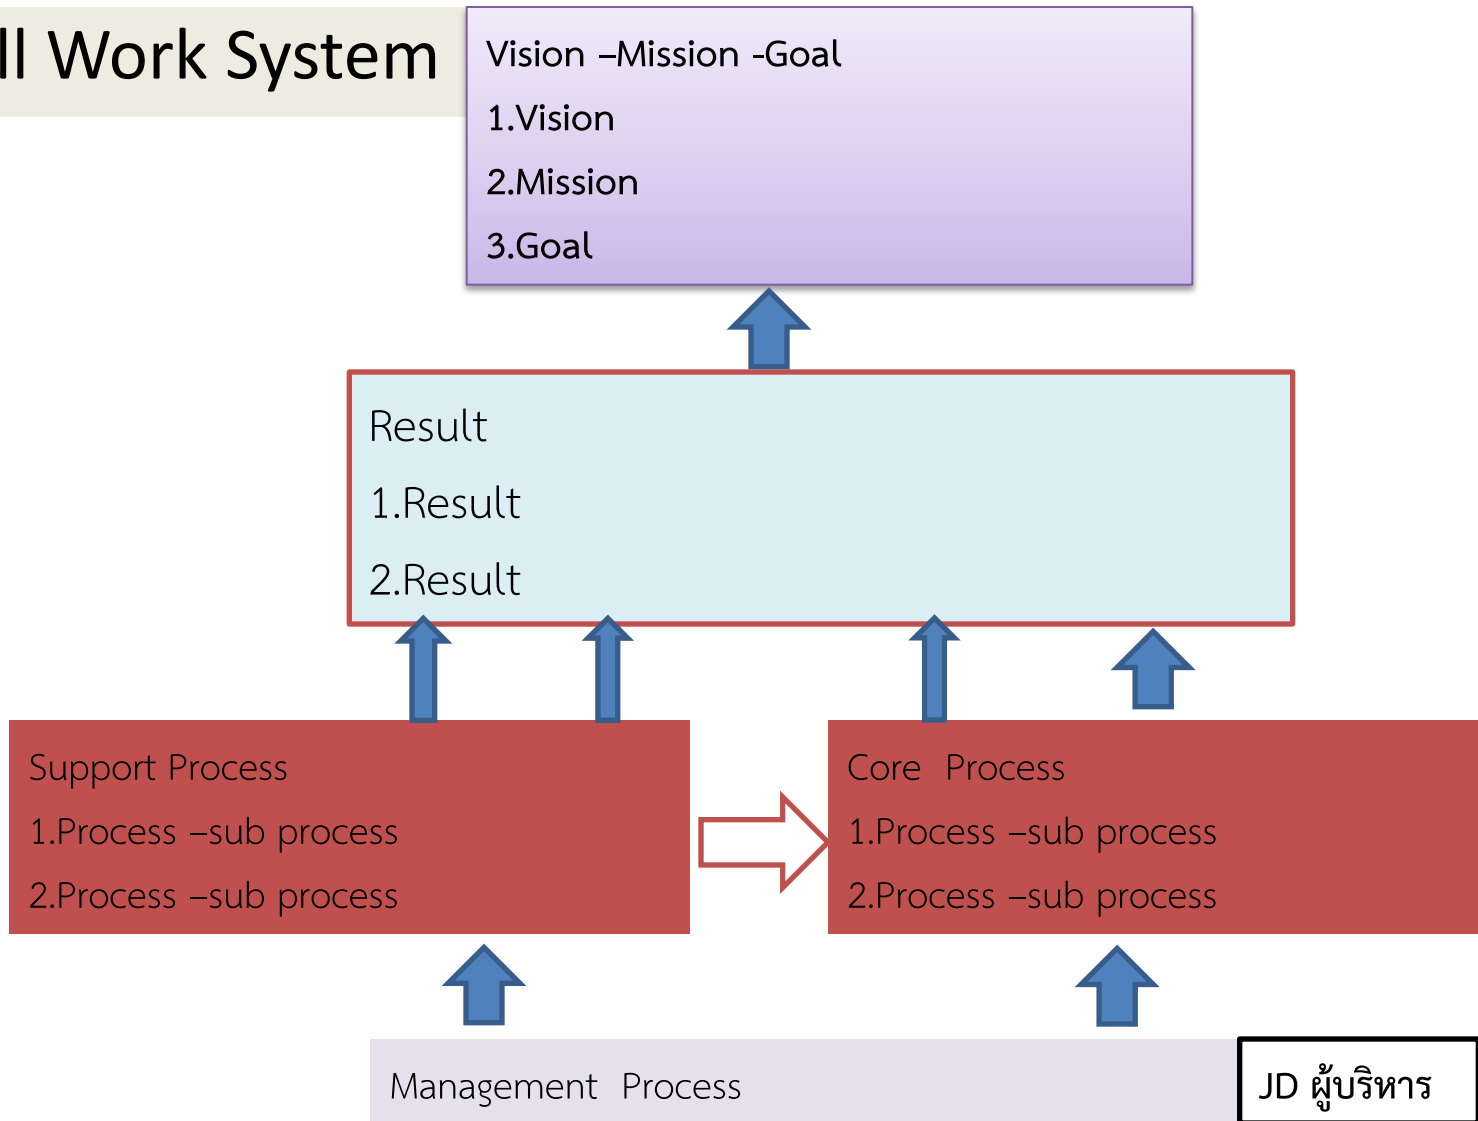 ll Work System
Vision –Mission -Goal
1.Vision
2.Mission
3.Goal
Result
1.Result
2.Result
Support Process
1.Process –sub process
2.Process –sub process
Core Process
1.Process –sub process
2.Process –sub process
Management Process
JD ผู้บริหาร